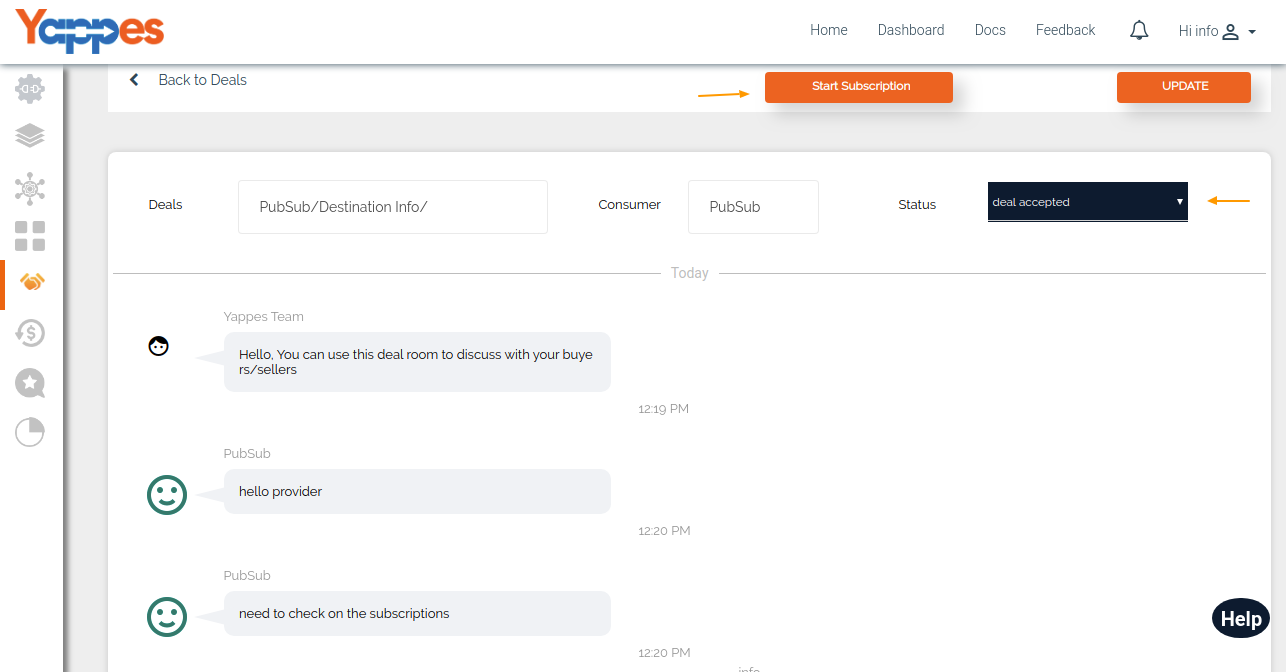 Yappes
Home Dashboard Docs Feedback Hi info
Back to Deals
Start Subscription
UPDATE
Deals PubSub/Destination Info/ Consumer PubSub Status deal accepted
Today
Yappes Team
Hello, You can use this deal room to discuss with your buye
rs/sellers
12:19 PM
PubSub
hello provider
12:20 PM
PubSub
need to check on the subscriptions
Help
12:20 PM
info